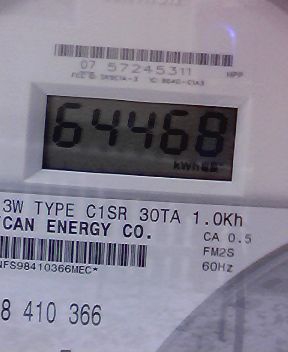 07 57245311 HPP
64468
kWh
3W TYPE C1SR 30TA 1.0Kh
CAN ENERGY CO.
CA 0.5
FM2S
NFS98410366MEC*
60Hz
8 410 366